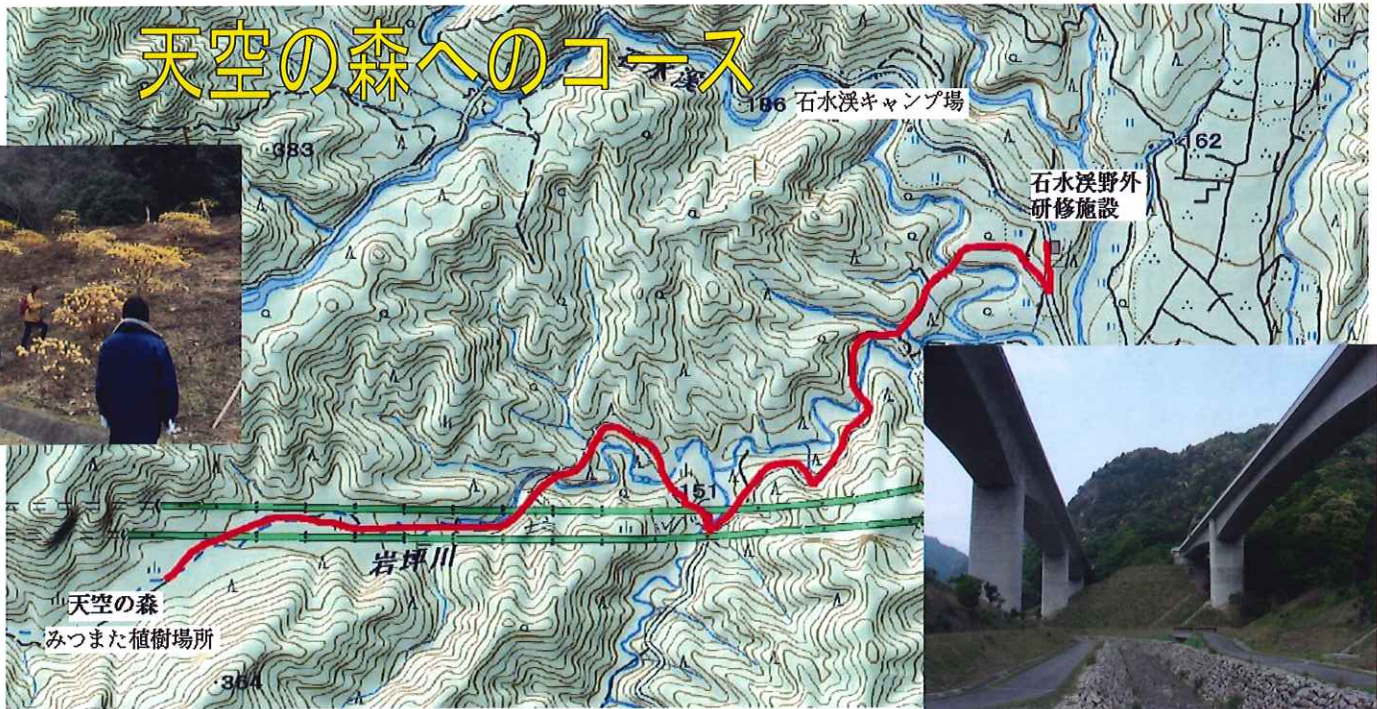 天空の森へのコース
186
石水渓キャンプ場
383
162
石水渓野外
研修施設
151
岩坪川
天空の森
みつまた植樹場所
364